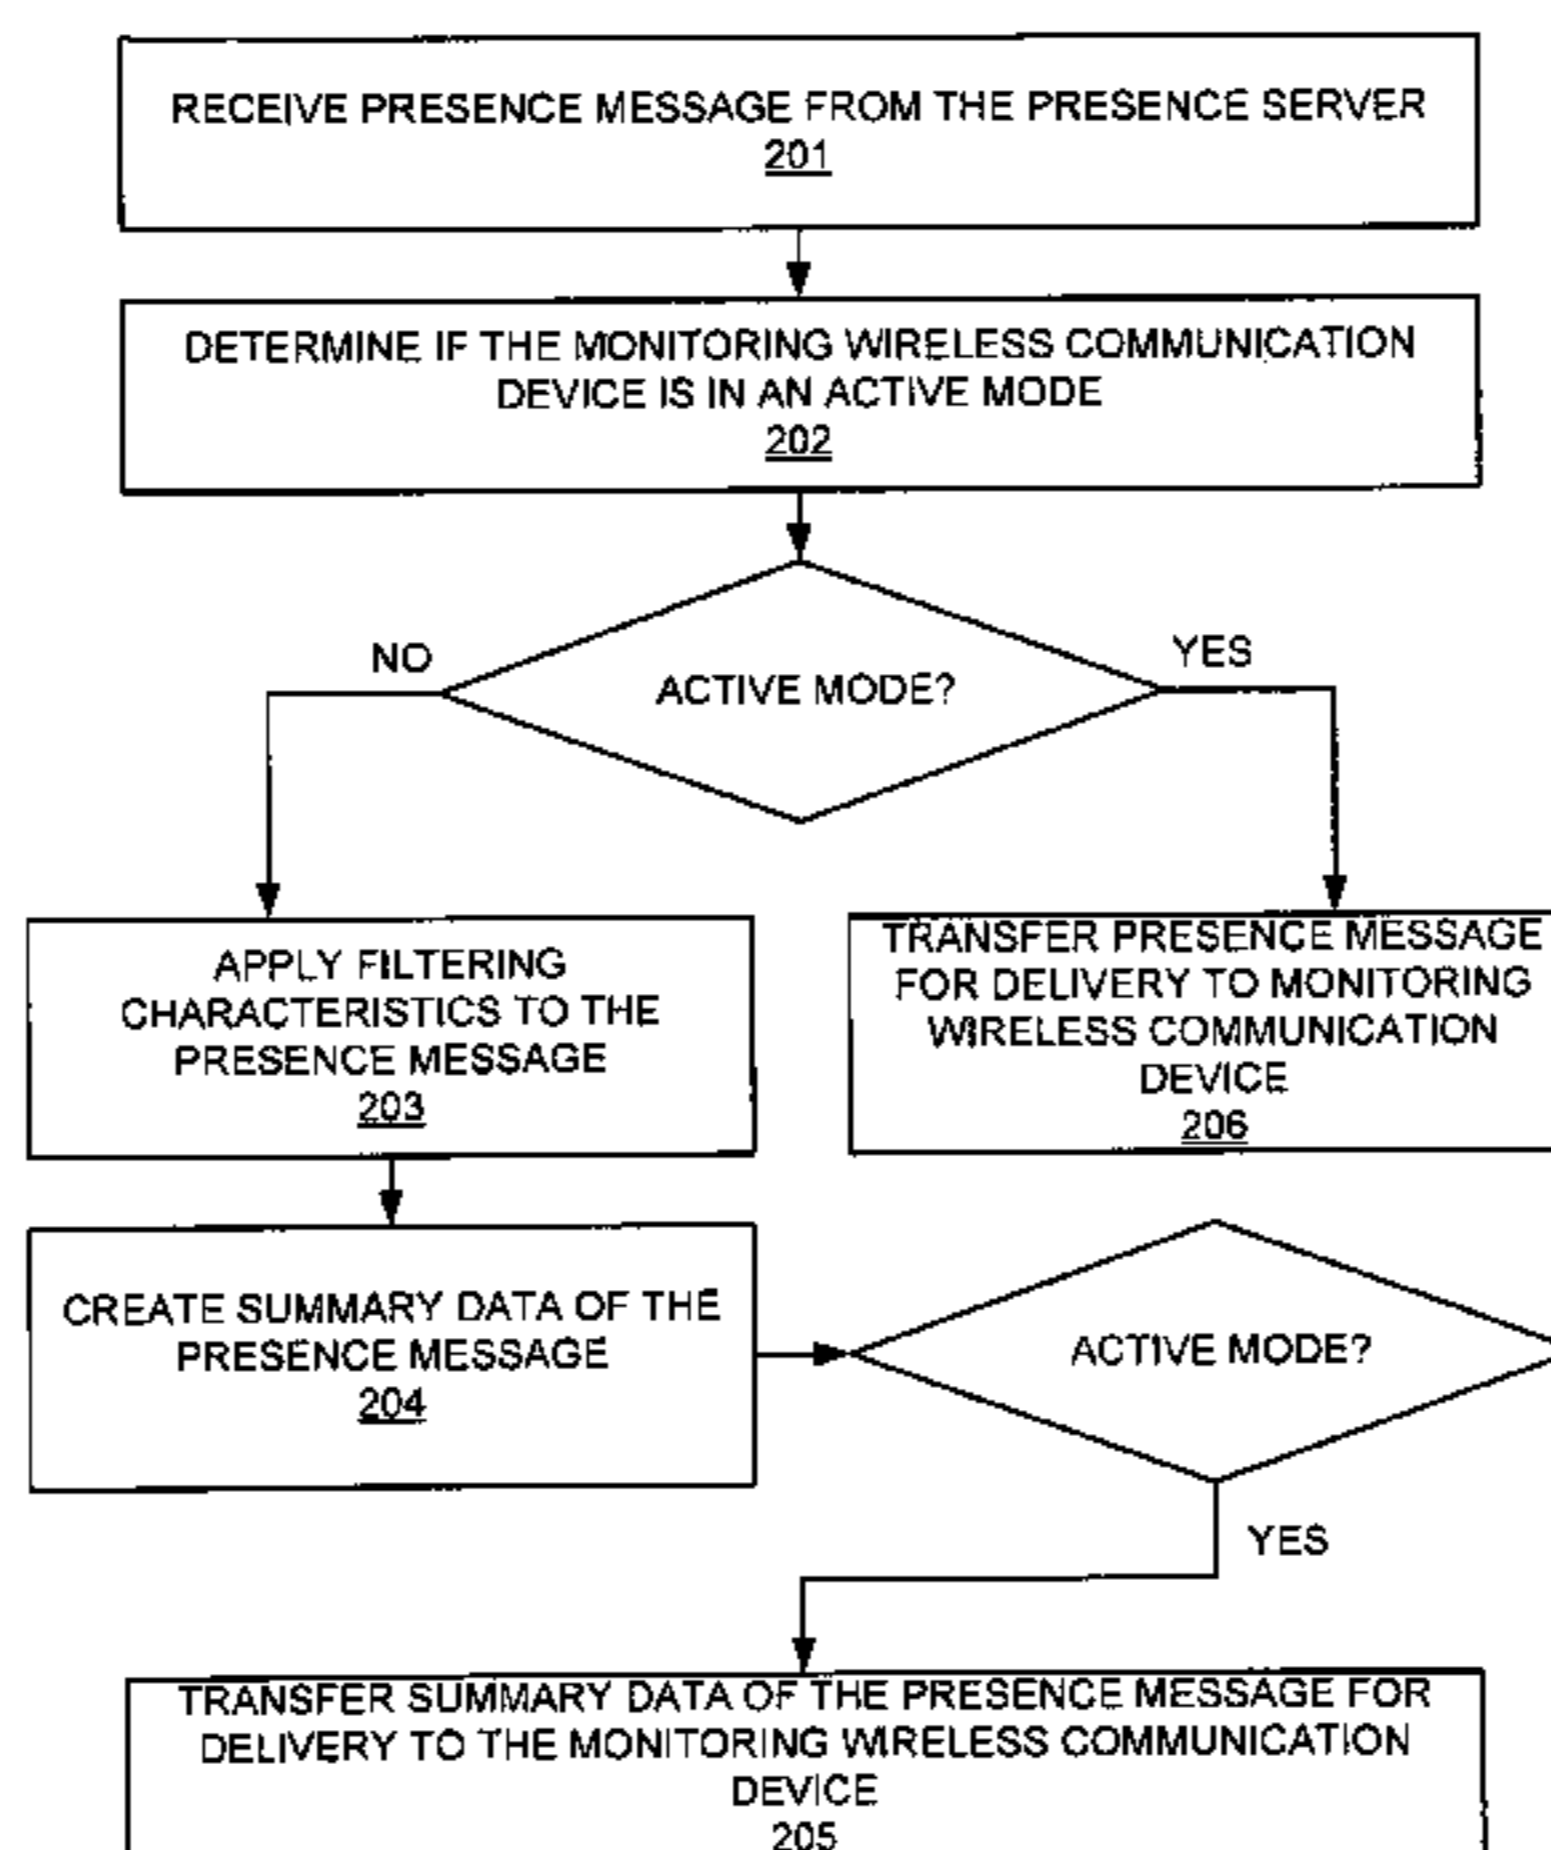 RECEIVE PRESENCE MESSAGE FROM THE PRESENCE SERVER
201
DETERMINE IF THE MONITORING WIRELESS COMMUNICATION
DEVICE IS IN AN ACTIVE MODE
202
NO
YES
ACTIVE MODE?
APPLY FILTERING
CHARACTERISTICS TO THE
PRESENCE MESSAGE
203
TRANSFER PRESENCE MESSAGE
FOR DELIVERY TO MONITORING
WIRELESS COMMUNICATION
DEVICE
206
CREATE SUMMARY DATA OF THE
PRESENCE MESSAGE
204
ACTIVE MODE?
YES
TRANSFER SUMMARY DATA OF THE PRESENCE MESSAGE FOR
DELIVERY TO THE MONITORING WIRELESS COMMUNICATION
DEVICE
205